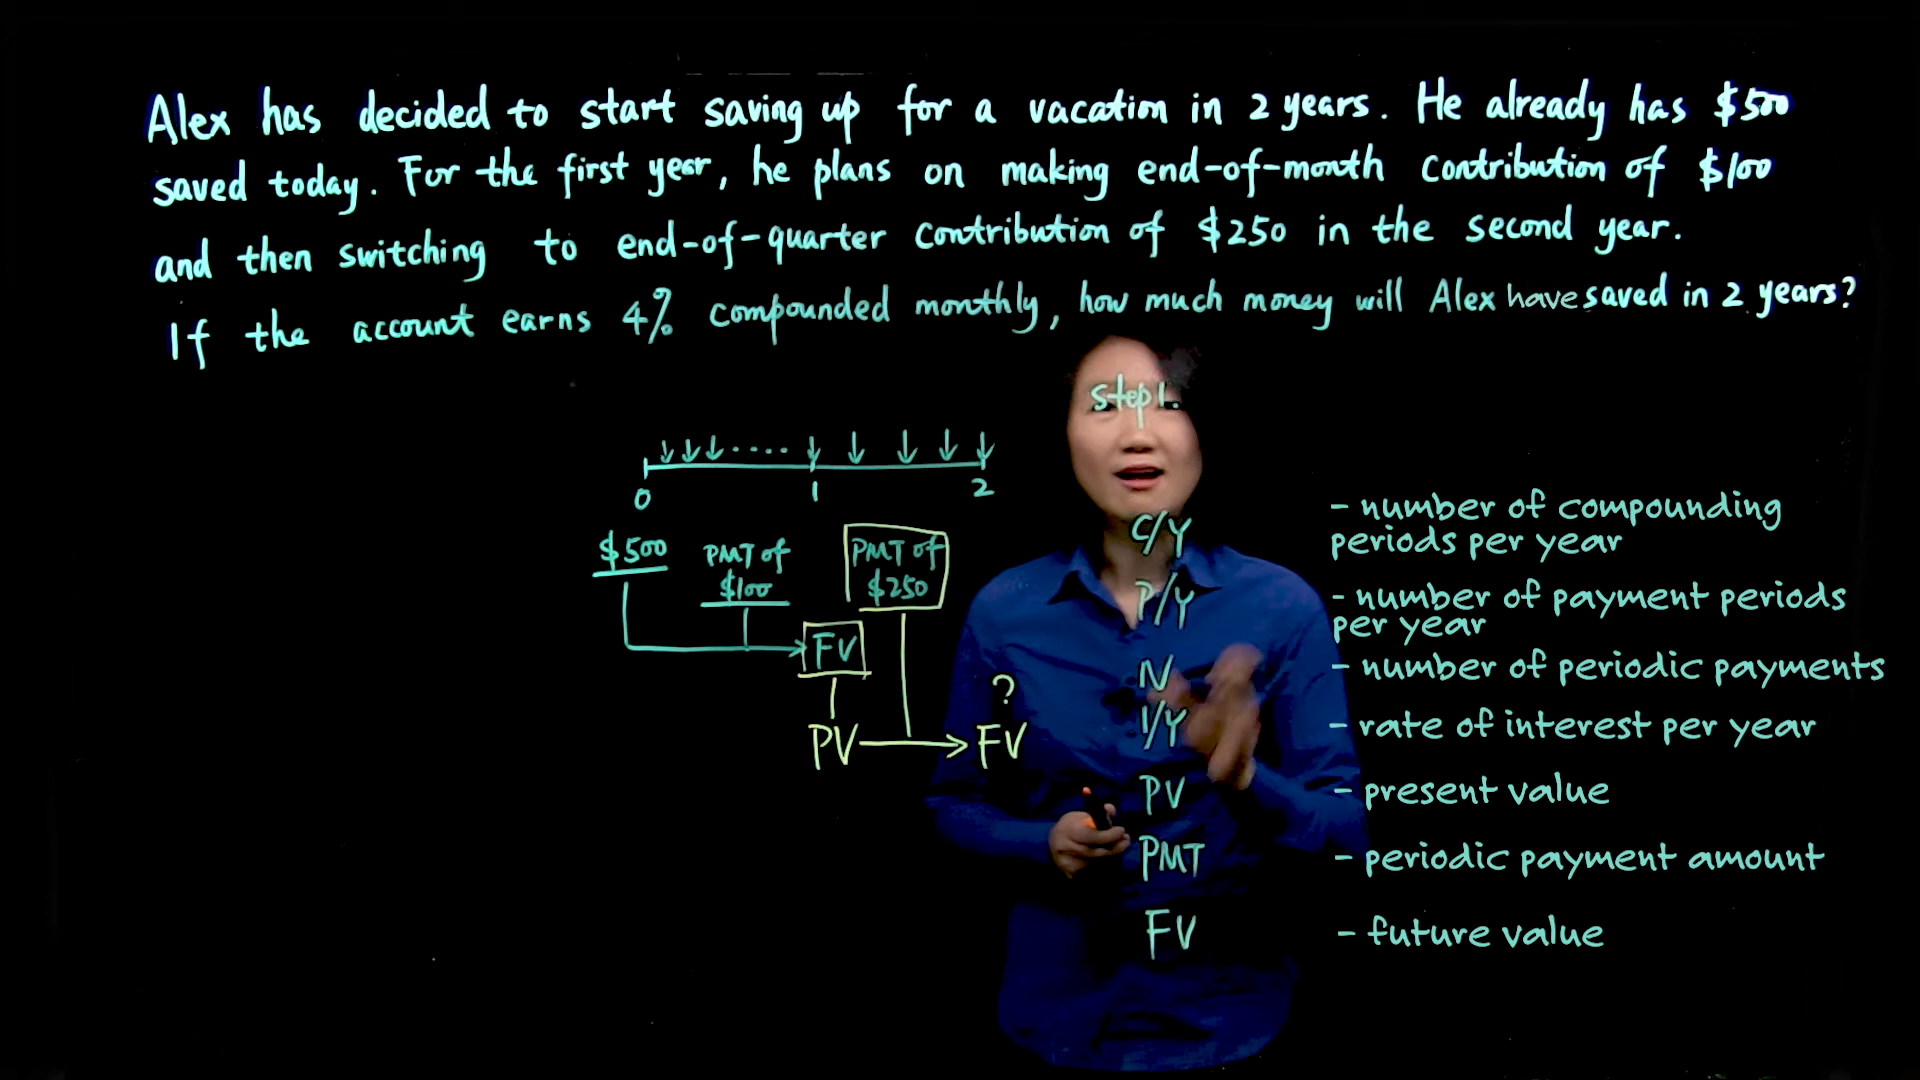 Alex has decided to start saving up for a vacation in 2 years. He already has $500
saved today. For the first year, he plans on making end-of-month contribution of $100
and then switching to end-of-quarter contribution of $250 in the second year.
If the account earns 4% compounded monthly, how much money will Alex have saved in 2 years?
step1.
0 1 2
$500
PMT of
$100
PMT of
$250
FV
?
PV
FV
C/Y - number of compounding
periods per year
P/Y - number of payment periods
per year
N - number of periodic payments
I/Y - rate of interest per year
PV - present value
PMT - periodic payment amount
FV - future value